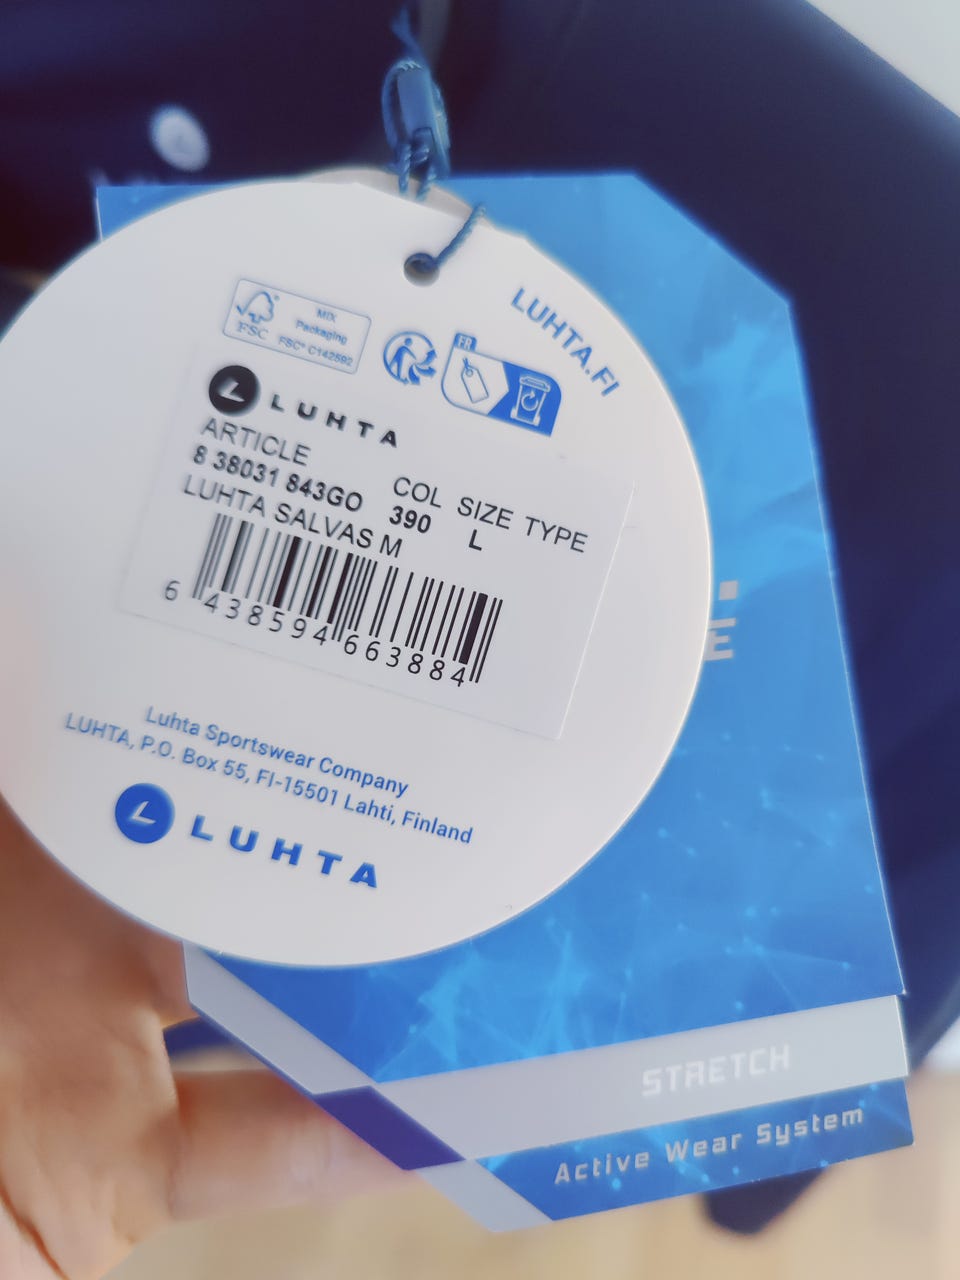 LUHTA.FI
MIX
Packaging
FSC® C142592
FSC
FR
LUHTA
ARTICLE COL SIZE TYPE
8 38031 843GO 390 L
LUHTA SALVAS M
6 438594 663884
Luhta Sportswear Company
LUHTA, P.O. Box 55, FI-15501 Lahti, Finland
LUHTA
STRETCH
Active Wear System